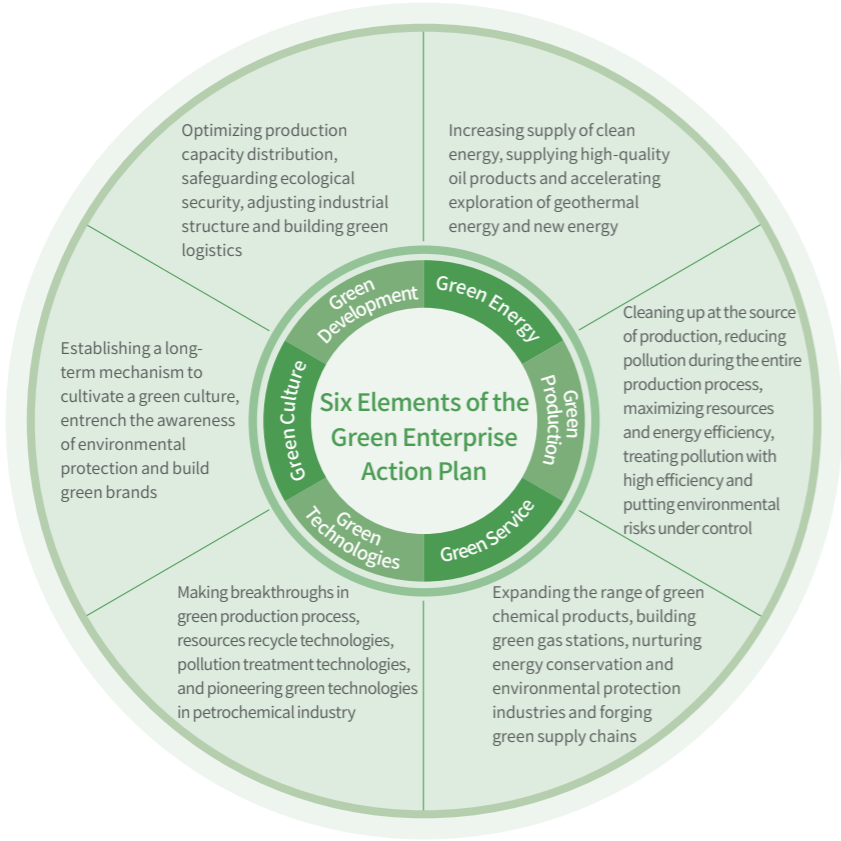 Six Elements of the
Green Enterprise
Action Plan
Green Energy
Increasing supply of clean
energy, supplying high-quality
oil products and accelerating
exploration of geothermal
energy and new energy
Green
Production
Cleaning up at the source
of production, reducing
pollution during the entire
production process,
maximizing resources
and energy efficiency,
treating pollution with
high efficiency and
putting environmental
risks under control
Green Service
Expanding the range of green
chemical products, building
green gas stations, nurturing
energy conservation and
environmental protection
industries and forging
green supply chains
Green
Technologies
Making breakthroughs in
green production process,
resources recycle technologies,
pollution treatment technologies,
and pioneering green technologies
in petrochemical industry
Green Culture
Establishing a long-
term mechanism to
cultivate a green culture,
entrench the awareness
of environmental
protection and build
green brands
Green
Development
Optimizing production
capacity distribution,
safeguarding ecological
security, adjusting industrial
structure and building green
logistics